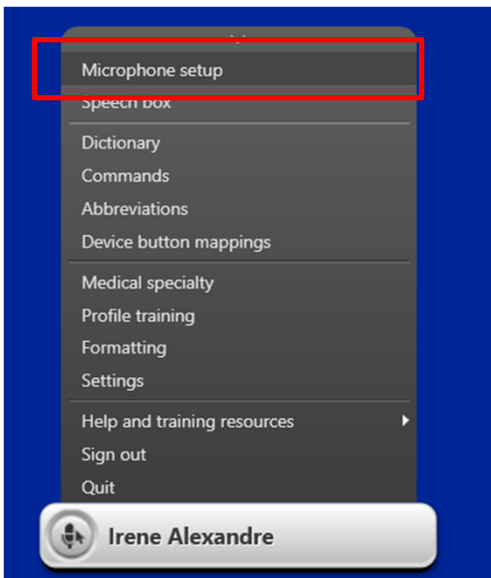 Microphone setup
Speech box
Dictionary
Commands
Abbreviations
Device button mappings
Medical specialty
Profile training
Formatting
Settings
Help and training resources
Sign out
Quit
Irene Alexandre